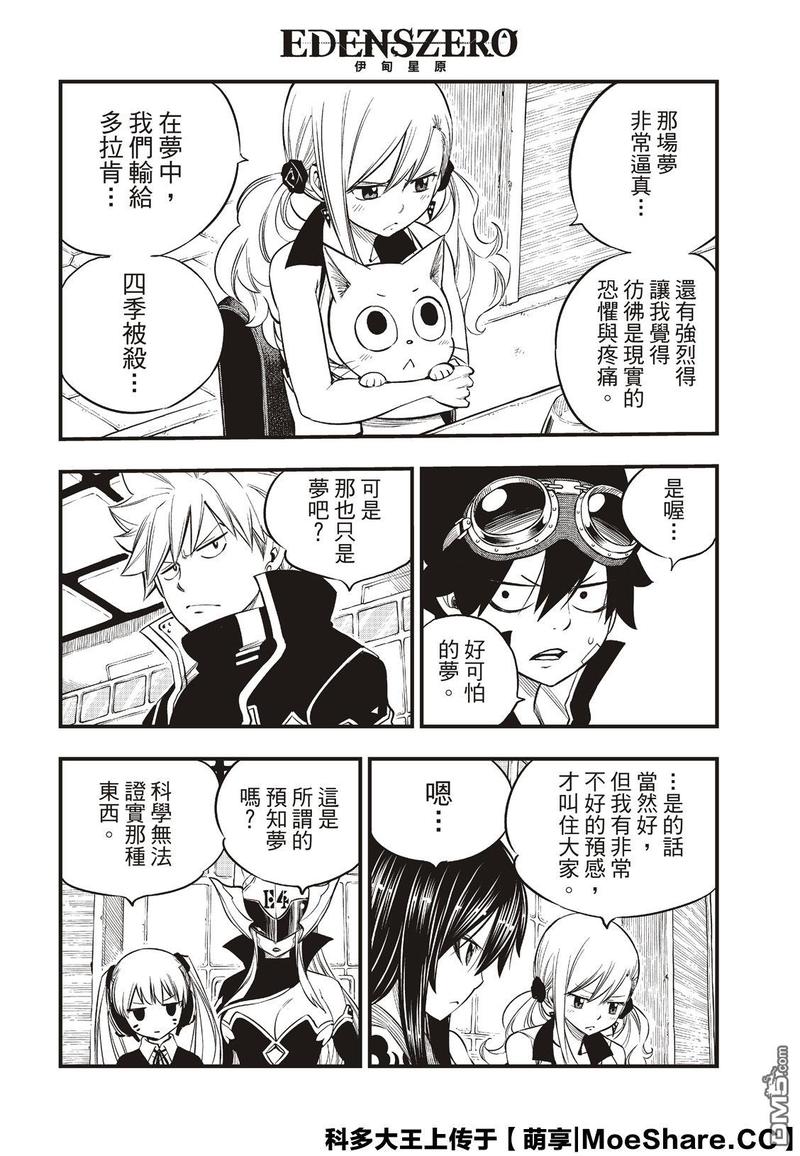 EDENSZERO
伊甸星原
那場夢
非常逼真…
還有強烈得
讓我覺得
彷彿是現實的
恐懼與疼痛。
在夢中，
我們輸給
多拉肯…
四季被殺…
是喔…
好可怕
的夢。
可是
那也只是
夢吧？
…是的話
當然好，
但我有非常
不好的預感，
才叫住大家。
嗯…
這是
所謂的
預知夢
嗎？
科學無法
證實那種
東西。
E4
科多大王上传于【萌享|MoeShare.CC】
DM5.com